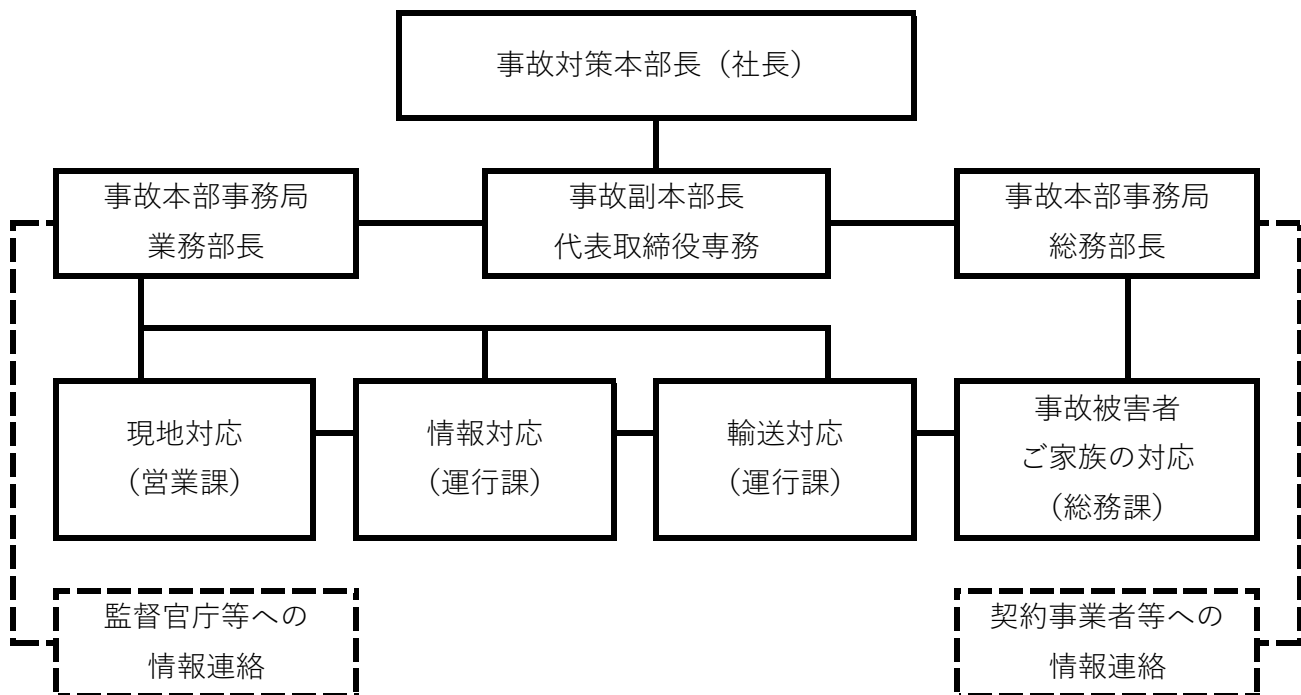 事故対策本部長（社長）
事故本部事務局
業務部長
事故副本部長
代表取締役専務
事故本部事務局
総務部長
現地対応
（営業課）
情報対応
（運行課）
輸送対応
（運行課）
事故被害者
ご家族の対応
（総務課）
監督官庁等への
情報連絡
契約事業者等への
情報連絡